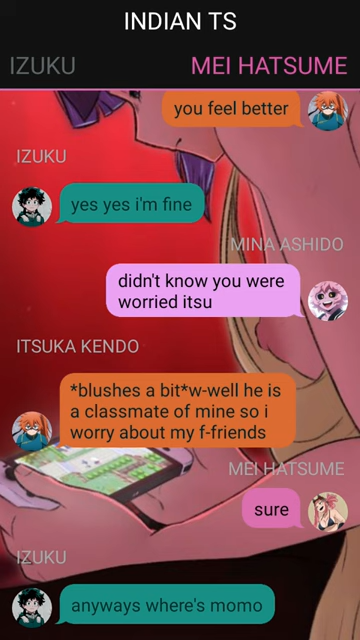 INDIAN TS
IZUKU
MEI HATSUME
you feel better
IZUKU
yes yes i'm fine
MINA ASHIDO
didn't know you were
worried itsu
ITSUKA KENDO
*blushes a bit*w-well he is
a classmate of mine so i
worry about my f-friends
MEI HATSUME
sure
IZUKU
anyways where's momo